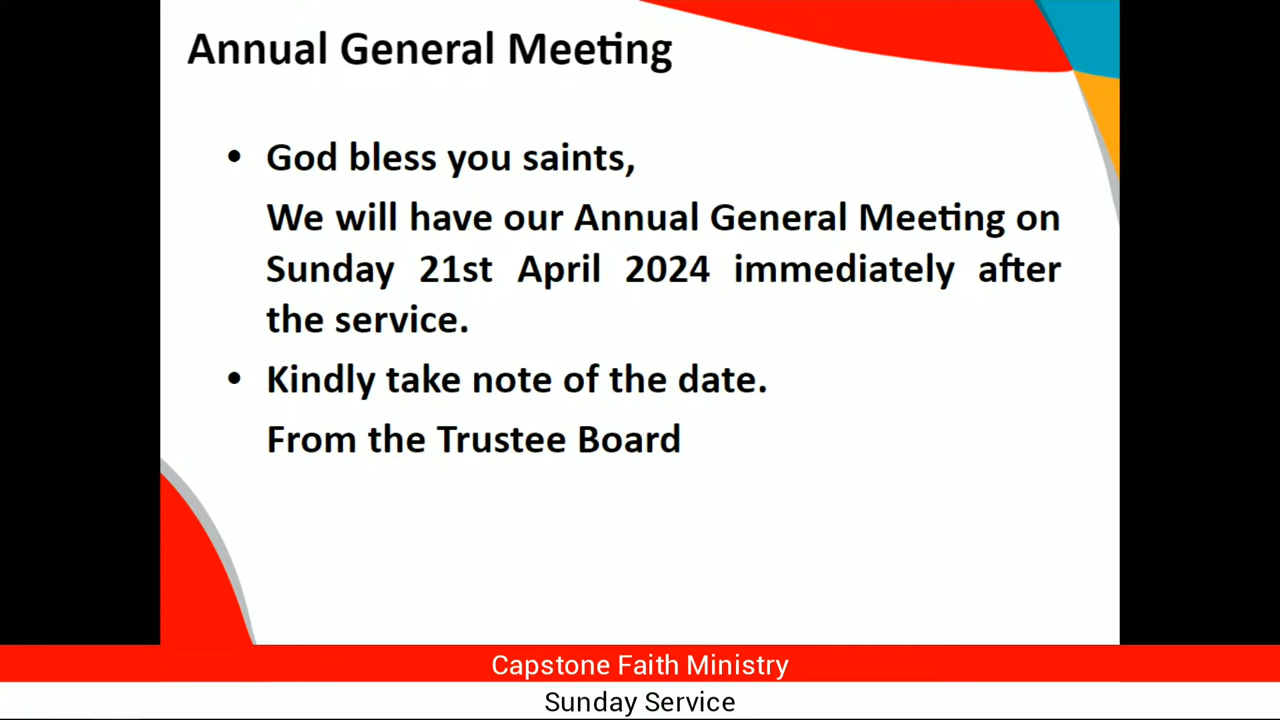 Annual General Meeting
• God bless you saints,
We will have our Annual General Meeting on
Sunday 21st April 2024 immediately after
the service.
• Kindly take note of the date.
From the Trustee Board
Capstone Faith Ministry
Sunday Service